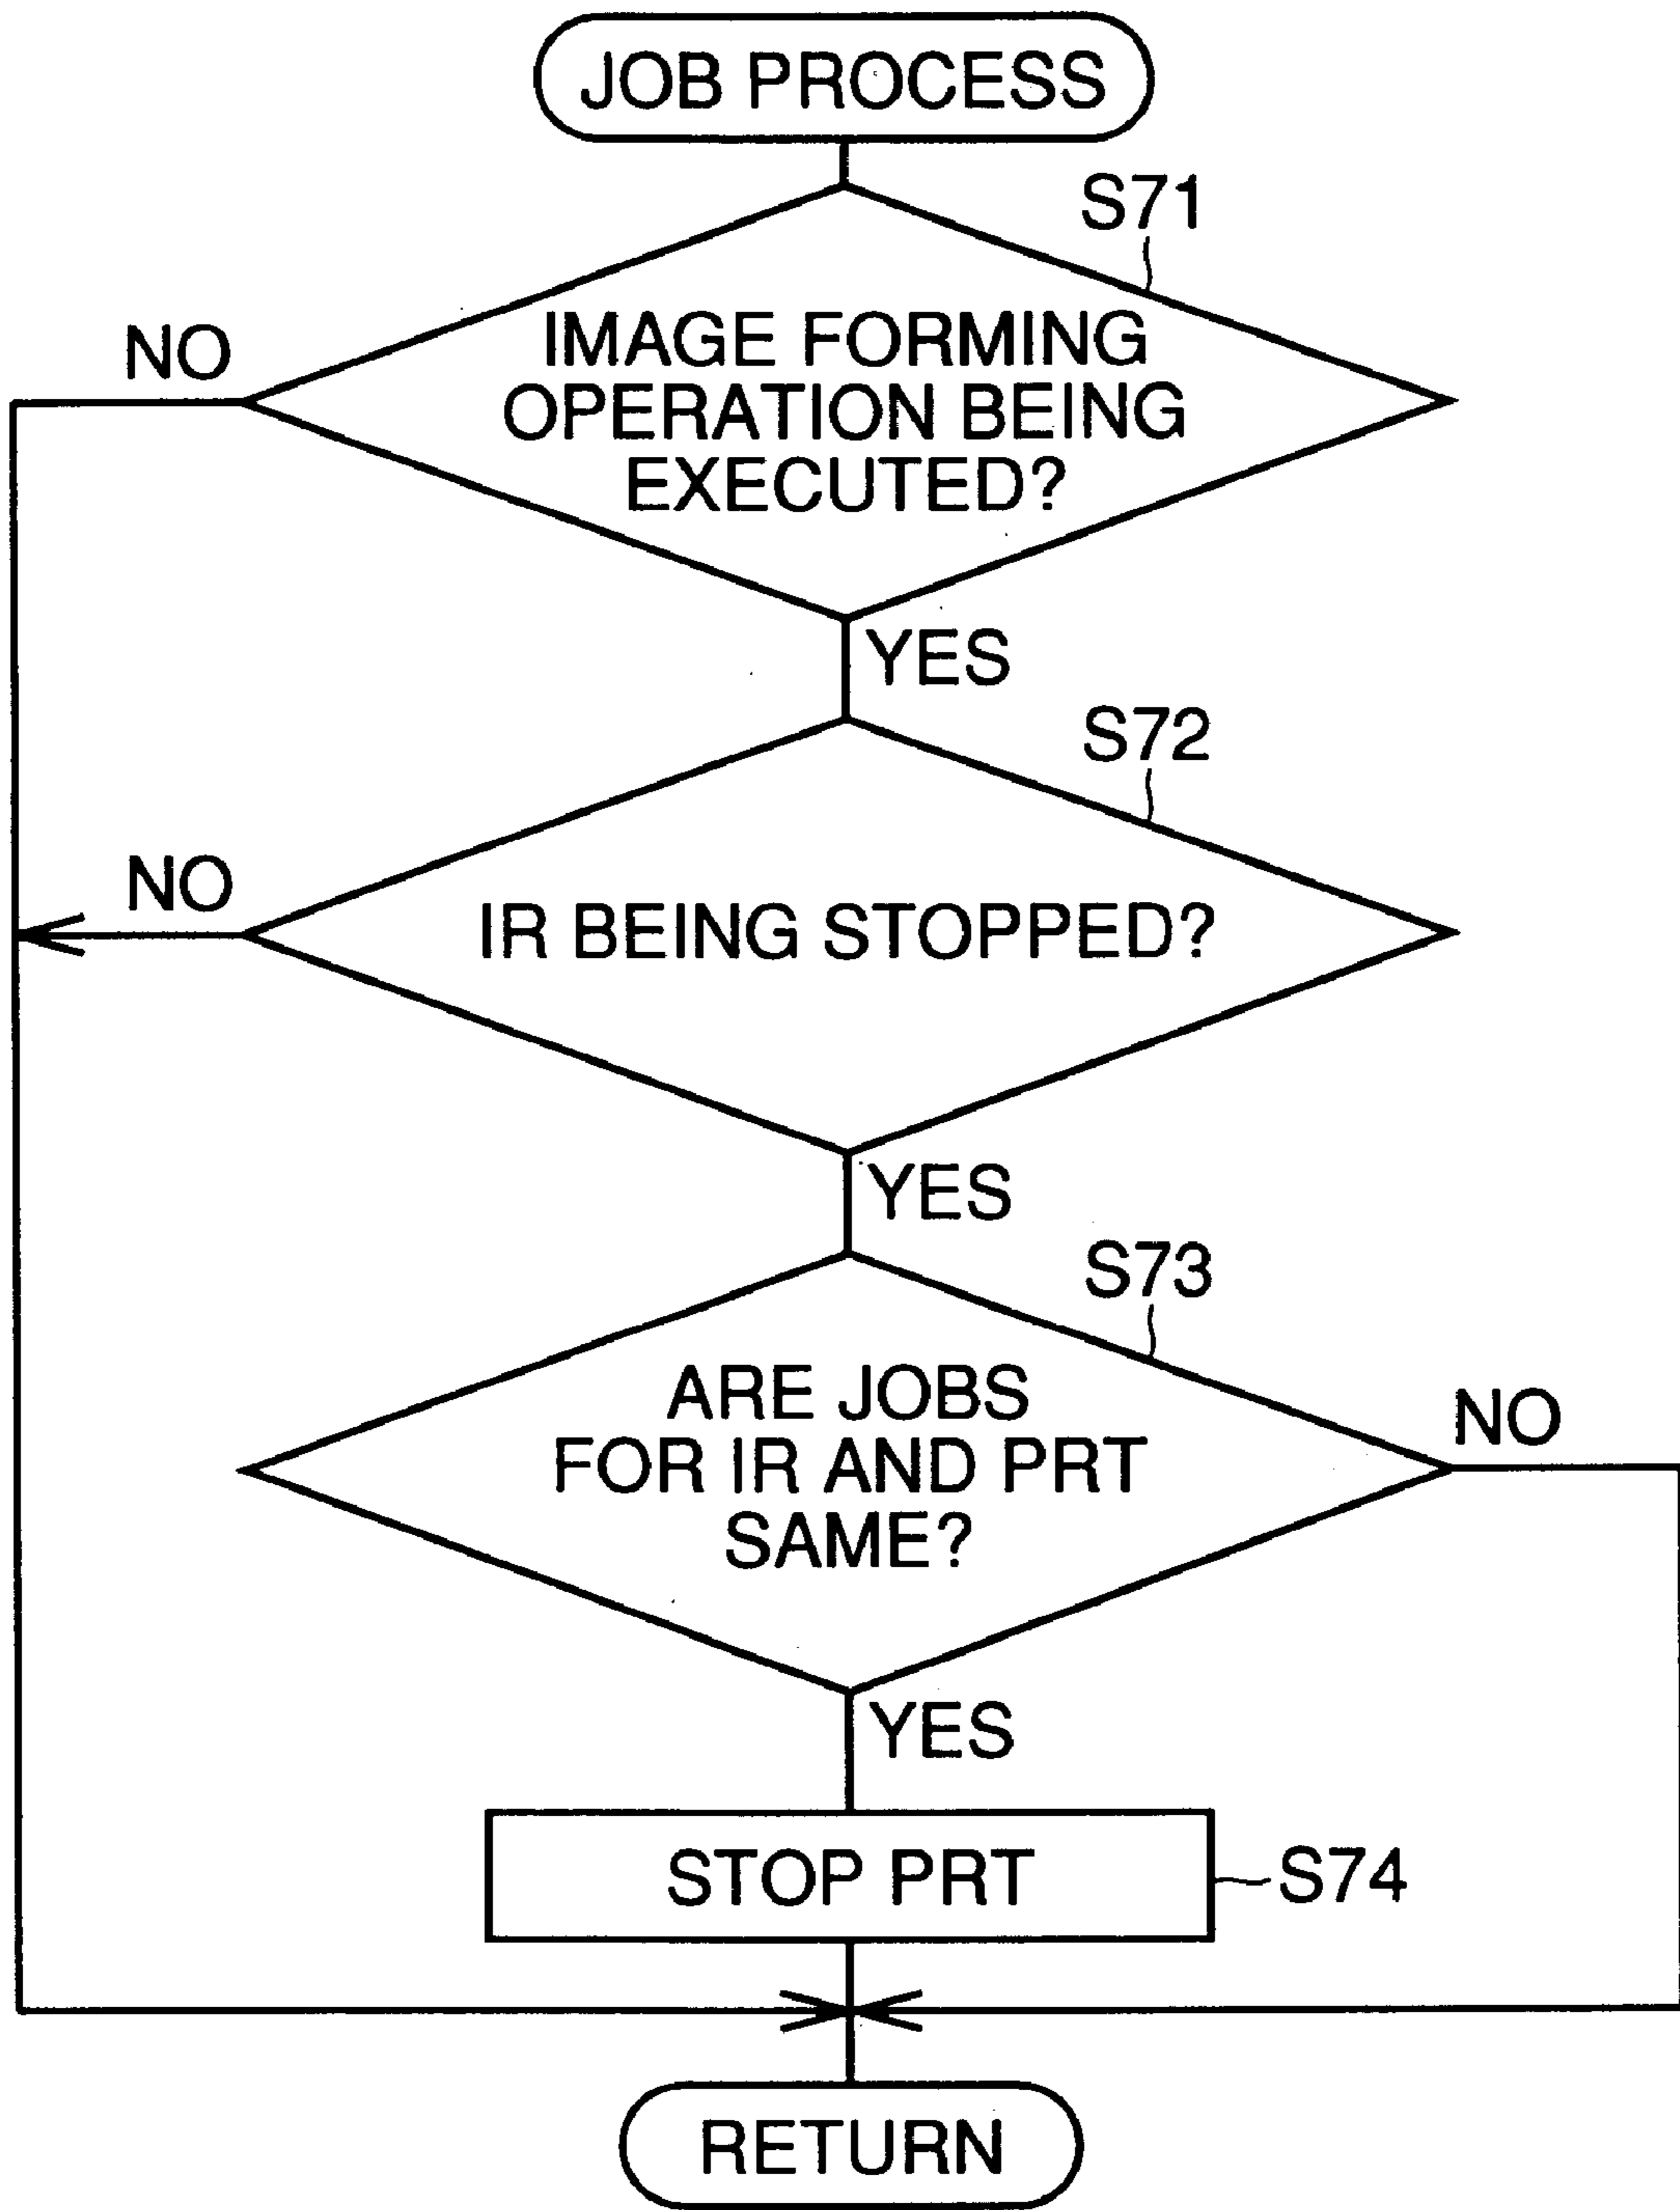 JOB PROCESS
S71
IMAGE FORMING
OPERATION BEING
EXECUTED?
NO
YES
S72
IR BEING STOPPED?
NO
YES
S73
ARE JOBS
FOR IR AND PRT
SAME?
NO
YES
STOP PRT
S74
RETURN